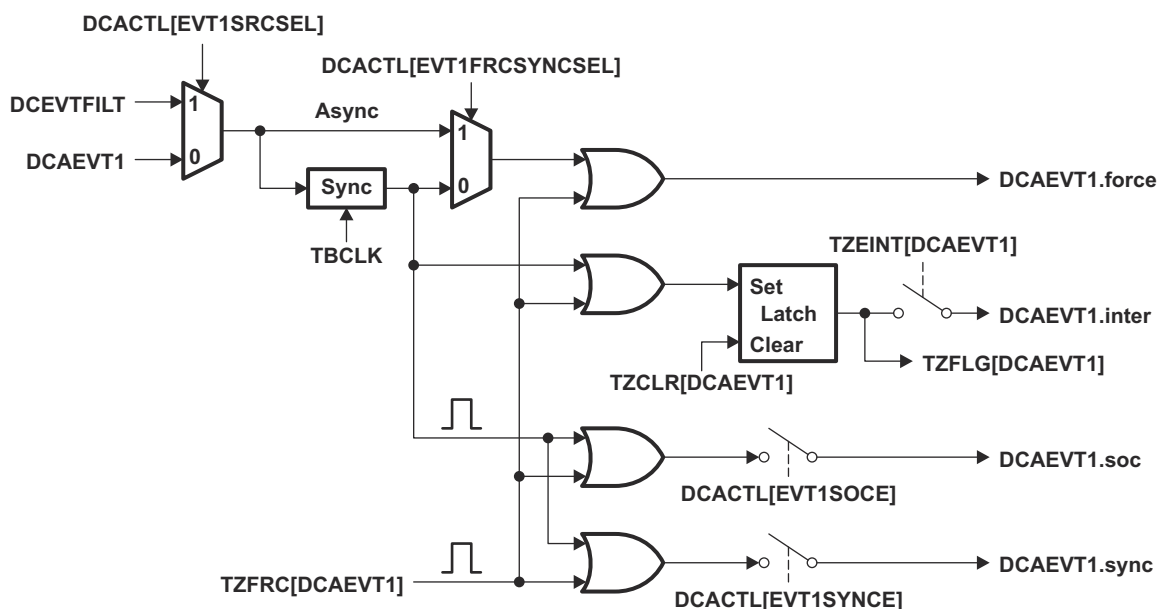 DCACTL[EVT1SRCSEL]
DCACTL[EVT1FRCSYNCSEL]
DCEVTFILT
1
Async
1
DCAEVT1
0
Sync
0
DCAEVT1.force
TBCLK
TZEINT[DCAEVT1]
Set
Latch
DCAEVT1.inter
Clear
TZCLR[DCAEVT1]
TZFLG[DCAEVT1]
DCAEVT1.soc
DCACTL[EVT1SOCE]
DCAEVT1.sync
TZFRC[DCAEVT1]
DCACTL[EVT1SYNCE]